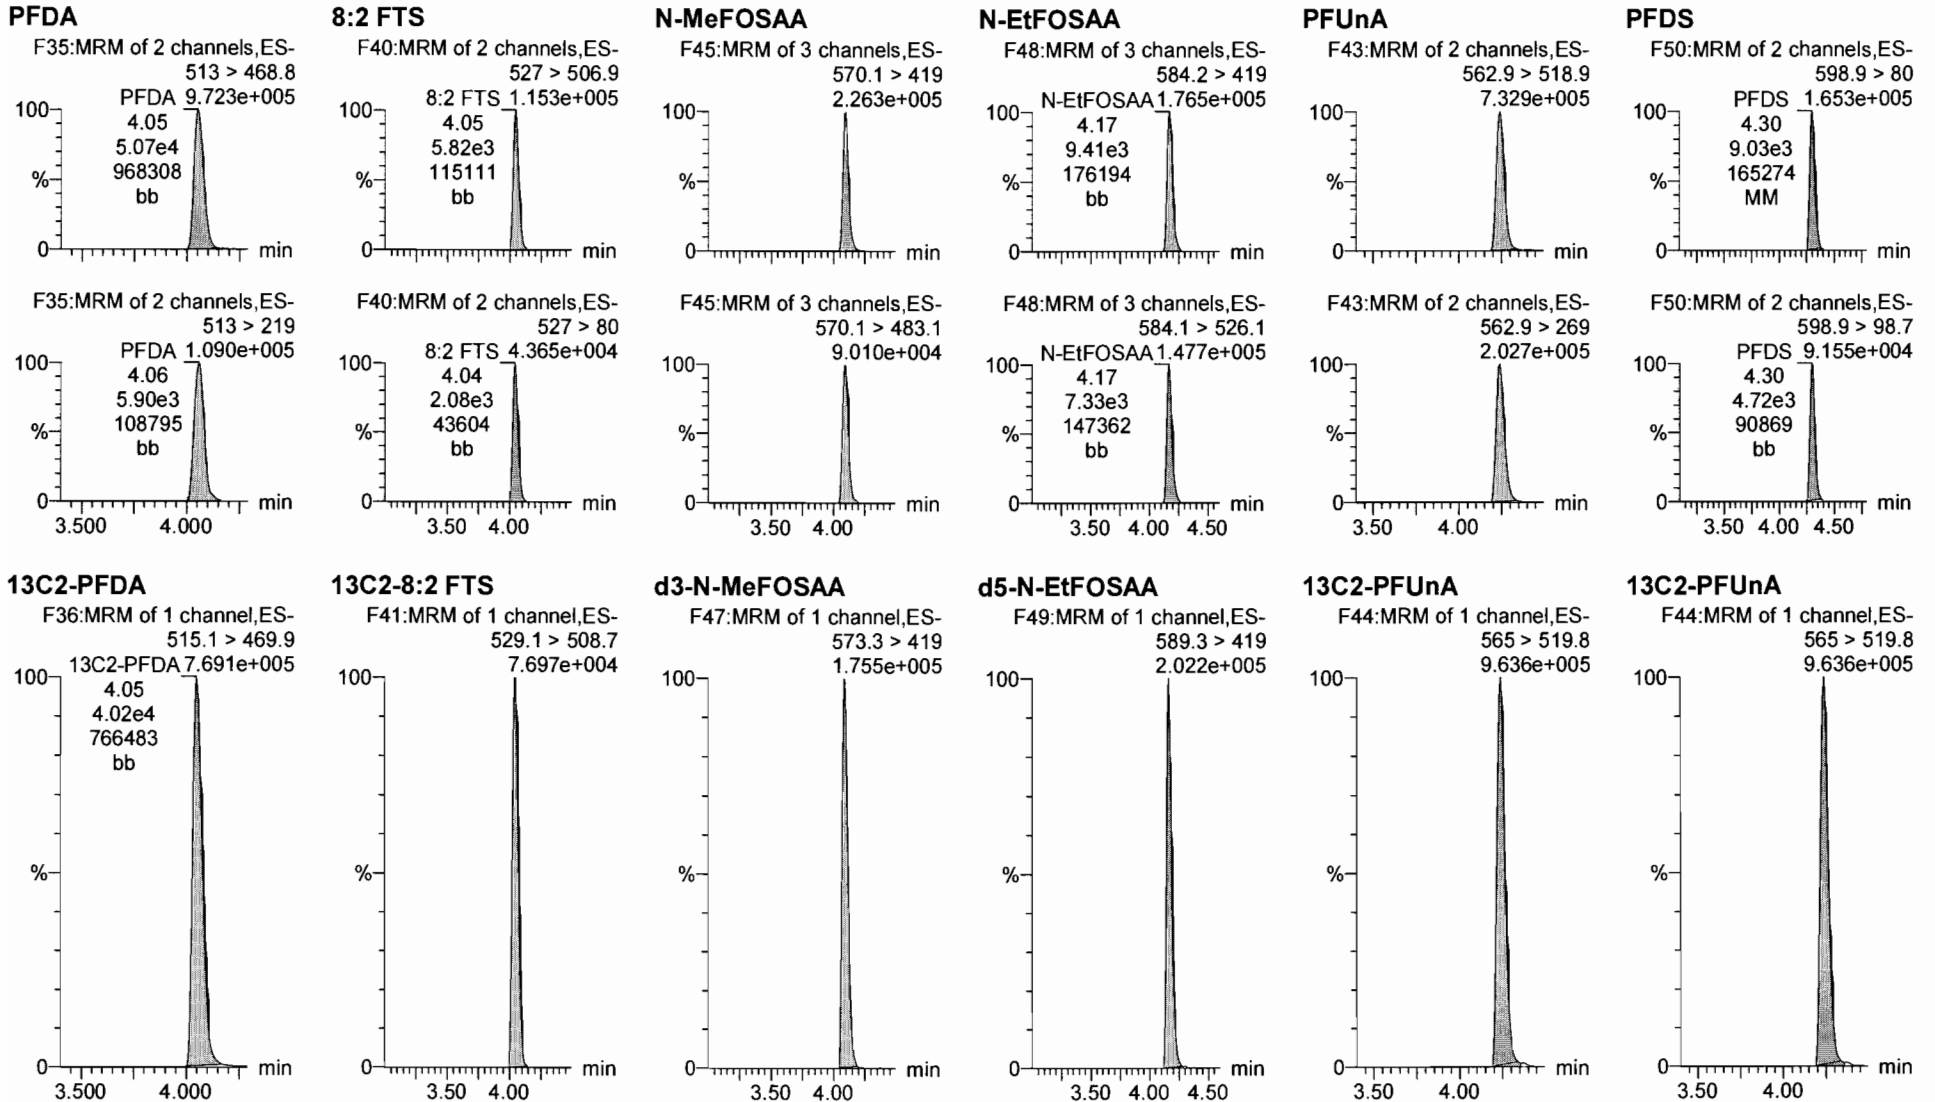 PFDA
F35:MRM of 2 channels,ES-
513 > 468.8
PFDA 9.723e+005
100
4.05
5.07e4
968308
bb
%
0
min
F35:MRM of 2 channels,ES-
513 > 219
PFDA 1.090e+005
100
4.06
5.90e3
108795
bb
%
0
min
3.500 4.000
8:2 FTS
F40:MRM of 2 channels,ES-
527 > 506.9
8:2 FTS 1.153e+005
100
4.05
5.82e3
115111
bb
%
0
min
F40:MRM of 2 channels,ES-
527 > 80
8:2 FTS 4.365e+004
100
4.04
2.08e3
43604
bb
%
0
min
3.50 4.00
N-MeFOSAA
F45:MRM of 3 channels,ES-
570.1 > 419
2.263e+005
100
%
0
min
F45:MRM of 3 channels,ES-
570.1 > 483.1
9.010e+004
100
%
0
min
3.50 4.00
N-EtFOSAA
F48:MRM of 3 channels,ES-
584.2 > 419
N-EtFOSAA 1.765e+005
100
4.17
9.41e3
176194
bb
%
0
min
F48:MRM of 3 channels,ES-
584.1 > 526.1
N-EtFOSAA 1.477e+005
100
4.17
7.33e3
147362
bb
%
0
min
3.50 4.00 4.50
PFUnA
F43:MRM of 2 channels,ES-
562.9 > 518.9
7.329e+005
100
%
0
min
F43:MRM of 2 channels,ES-
562.9 > 269
2.027e+005
100
%
0
min
3.50 4.00
PFDS
F50:MRM of 2 channels,ES-
598.9 > 80
PFDS 1.653e+005
100
4.30
9.03e3
165274
MM
%
0
min
F50:MRM of 2 channels,ES-
598.9 > 98.7
PFDS 9.155e+004
100
4.30
4.72e3
90869
bb
%
0
min
3.50 4.00 4.50
13C2-PFDA
F36:MRM of 1 channel,ES-
515.1 > 469.9
13C2-PFDA 7.691e+005
100
4.05
4.02e4
766483
bb
%
0
min
3.500 4.000
13C2-8:2 FTS
F41:MRM of 1 channel,ES-
529.1 > 508.7
7.697e+004
100
%
0
min
3.50 4.00
d3-N-MeFOSAA
F47:MRM of 1 channel,ES-
573.3 > 419
1.755e+005
100
%
0
min
3.50 4.00
d5-N-EtFOSAA
F49:MRM of 1 channel,ES-
589.3 > 419
2.022e+005
100
%
0
min
3.50 4.00 4.50
13C2-PFUnA
F44:MRM of 1 channel,ES-
565 > 519.8
9.636e+005
100
%
0
min
3.50 4.00
13C2-PFUnA
F44:MRM of 1 channel,ES-
565 > 519.8
9.636e+005
100
%
0
min
3.50 4.00